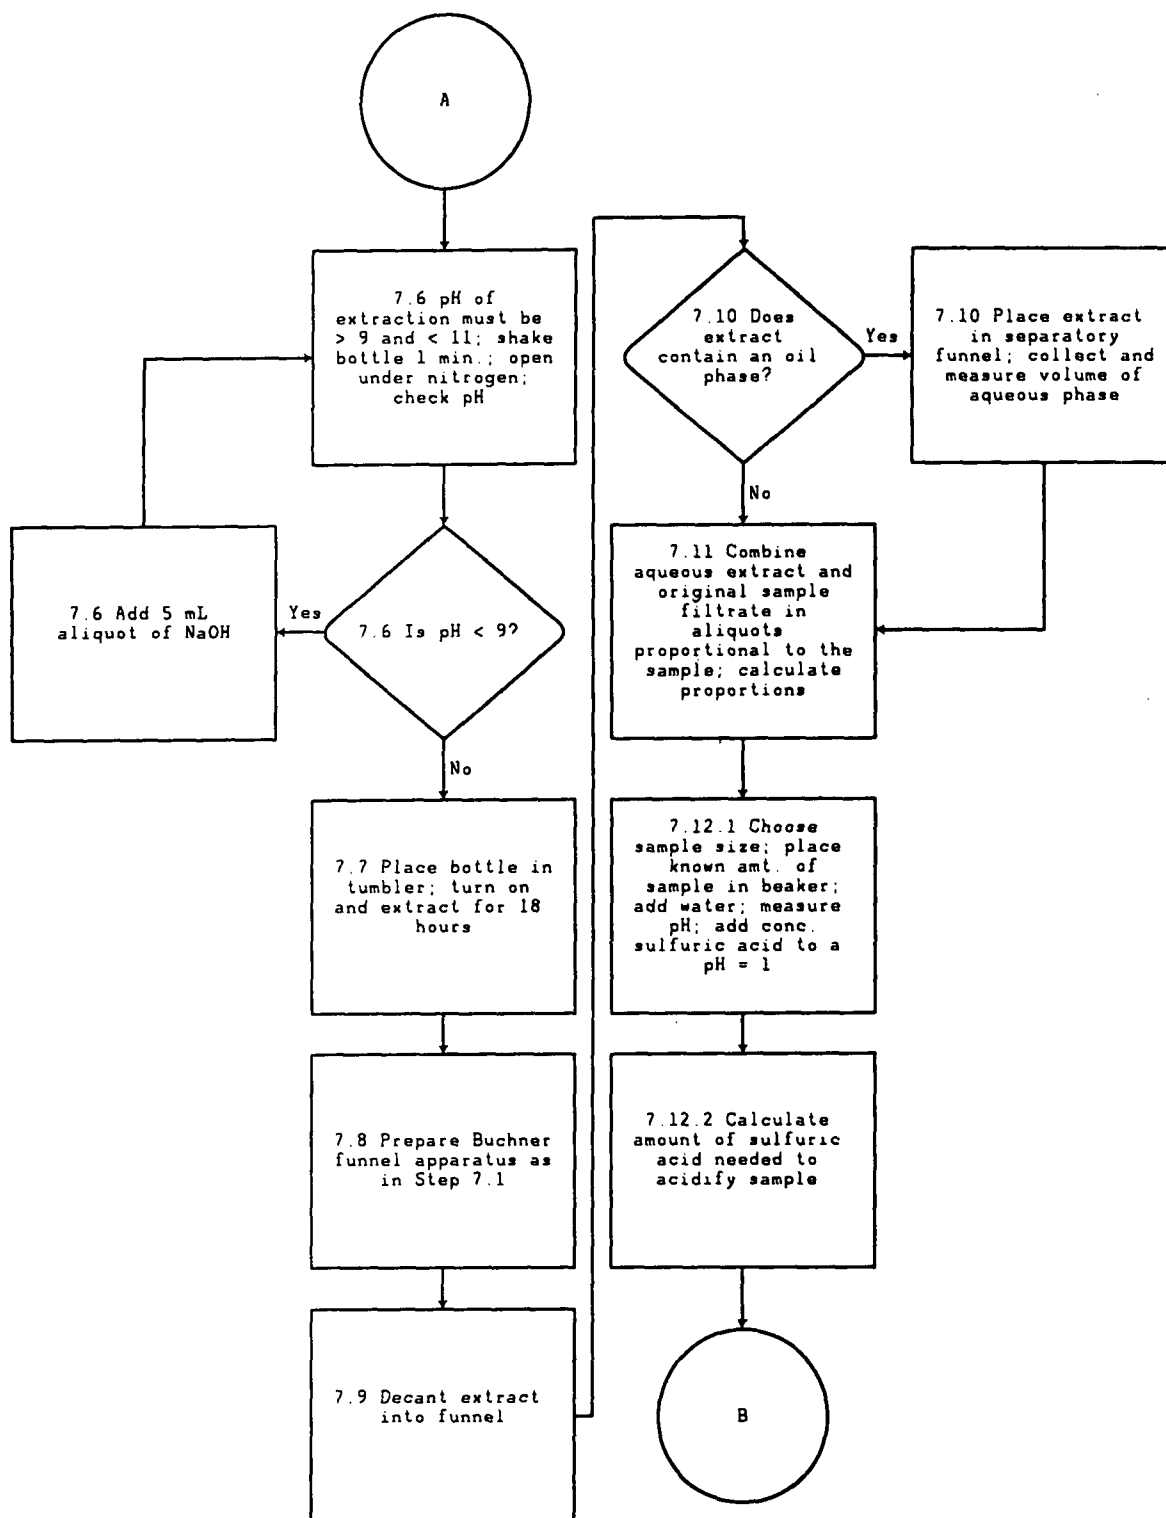 A
7.6 pH of
extraction must be
> 9 and < 11; shake
bottle 1 min.; open
under nitrogen;
check pH
7.6 Add 5 mL
aliquot of NaOH
Yes
7.6 Is pH < 9?
No
7.7 Place bottle in
tumbler; turn on
and extract for 18
hours
7.8 Prepare Buchner
funnel apparatus as
in Step 7.1
7.9 Decant extract
into funnel
7.10 Does
extract
contain an oil
phase?
Yes
7.10 Place extract
in separatory
funnel; collect and
measure volume of
aqueous phase
No
7.11 Combine
aqueous extract and
original sample
filtrate in
aliquots
proportional to the
sample; calculate
proportions
7.12.1 Choose
sample size; place
known amt. of
sample in beaker;
add water; measure
pH; add conc.
sulfuric acid to a
pH = 1
7.12.2 Calculate
amount of sulfuric
acid needed to
acidify sample
B